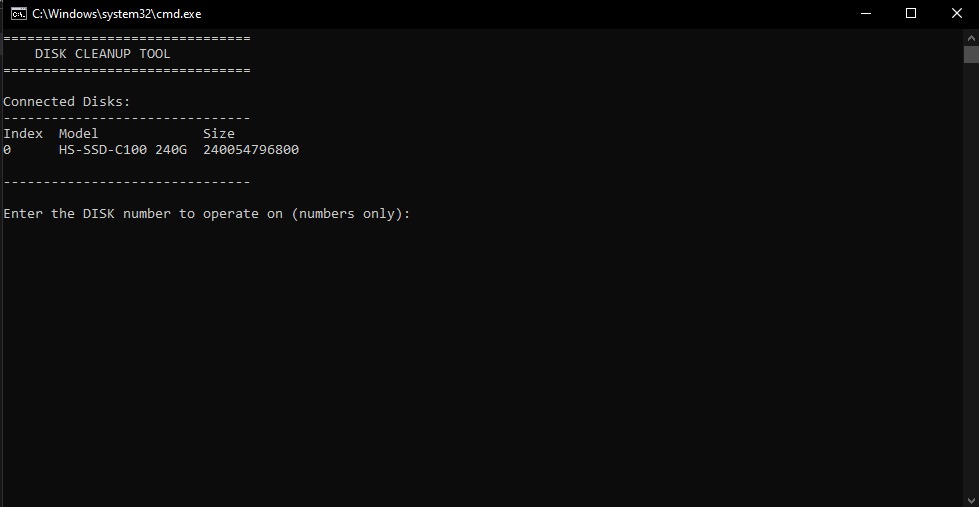 C:\Windows\system32\cmd.exe
===============================
DISK CLEANUP TOOL
===============================
Connected Disks:
-------------------------------
Index  Model             Size
0      HS-SSD-C100 240G  240054796800
-------------------------------
Enter the DISK number to operate on (numbers only):